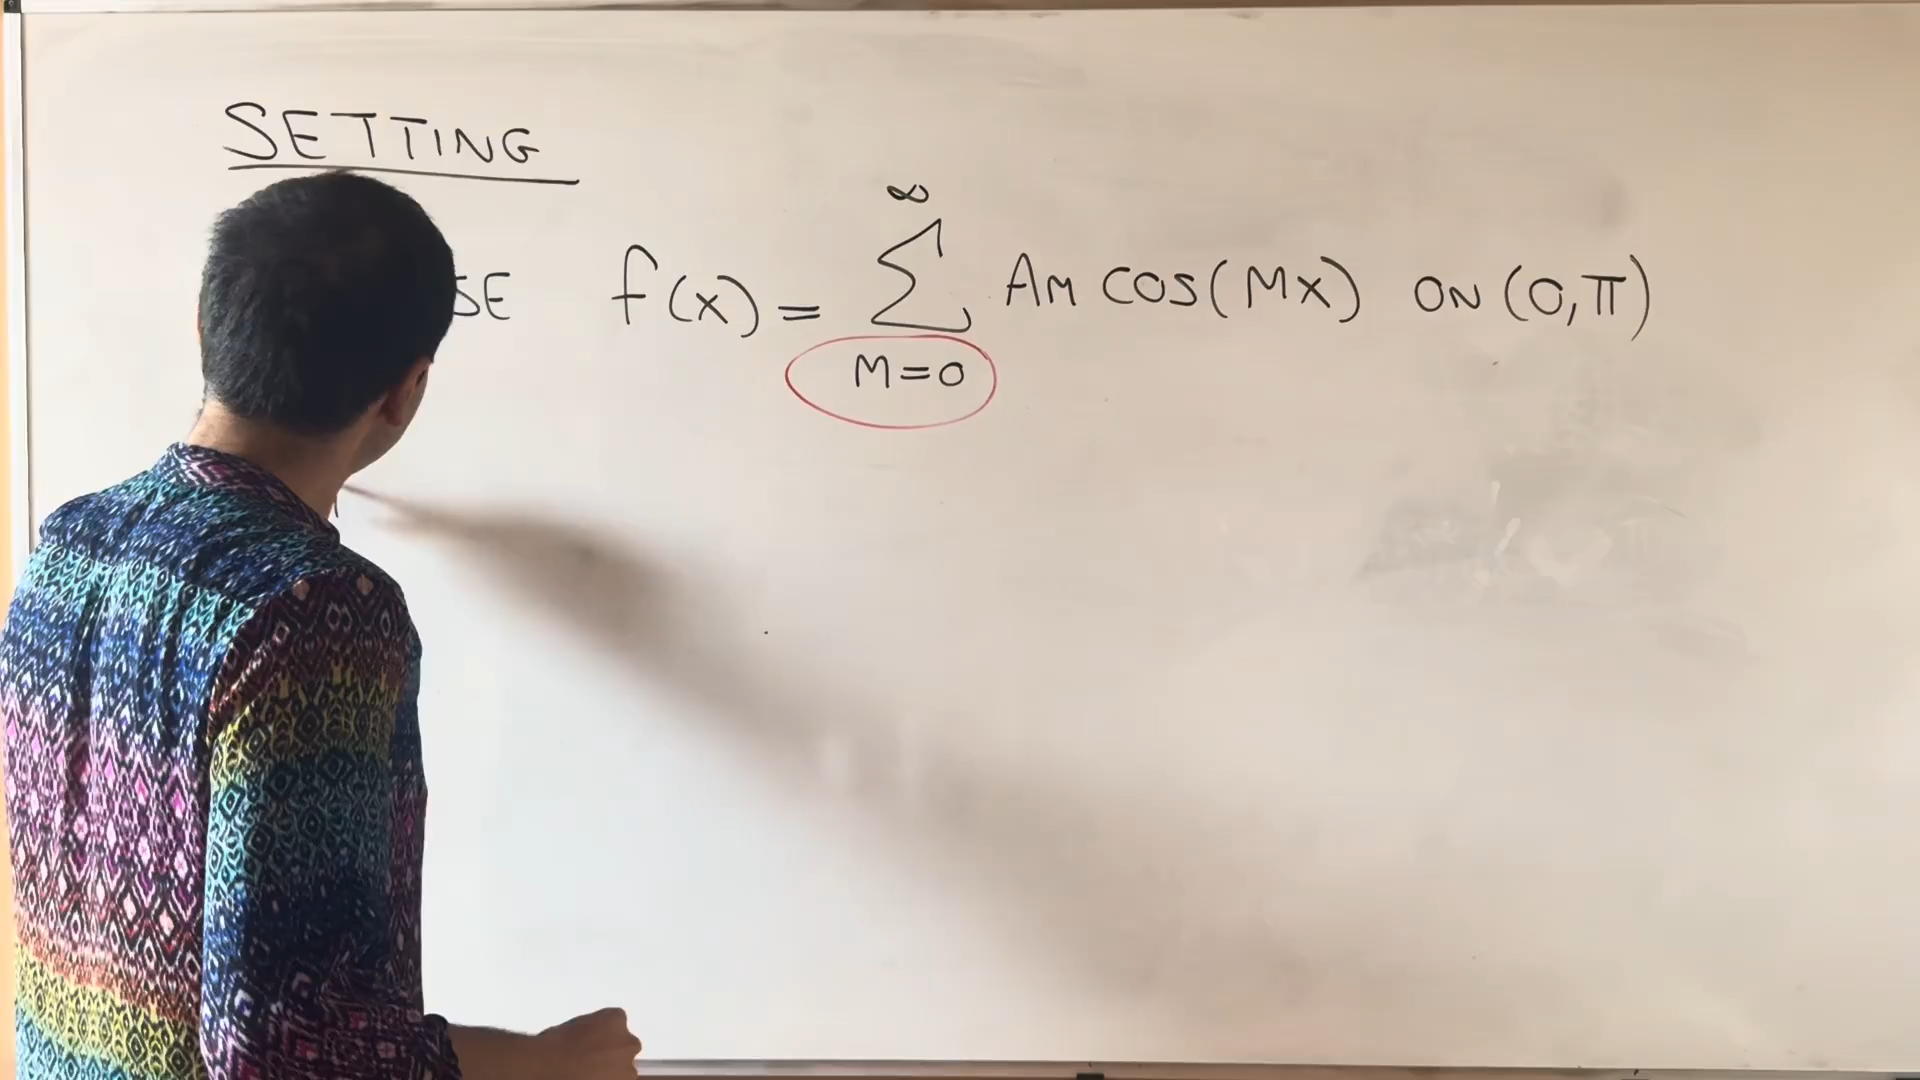 SETTING
SE f(x) = ∞ Σ M=0 AM COS(MX) ON (0,π)